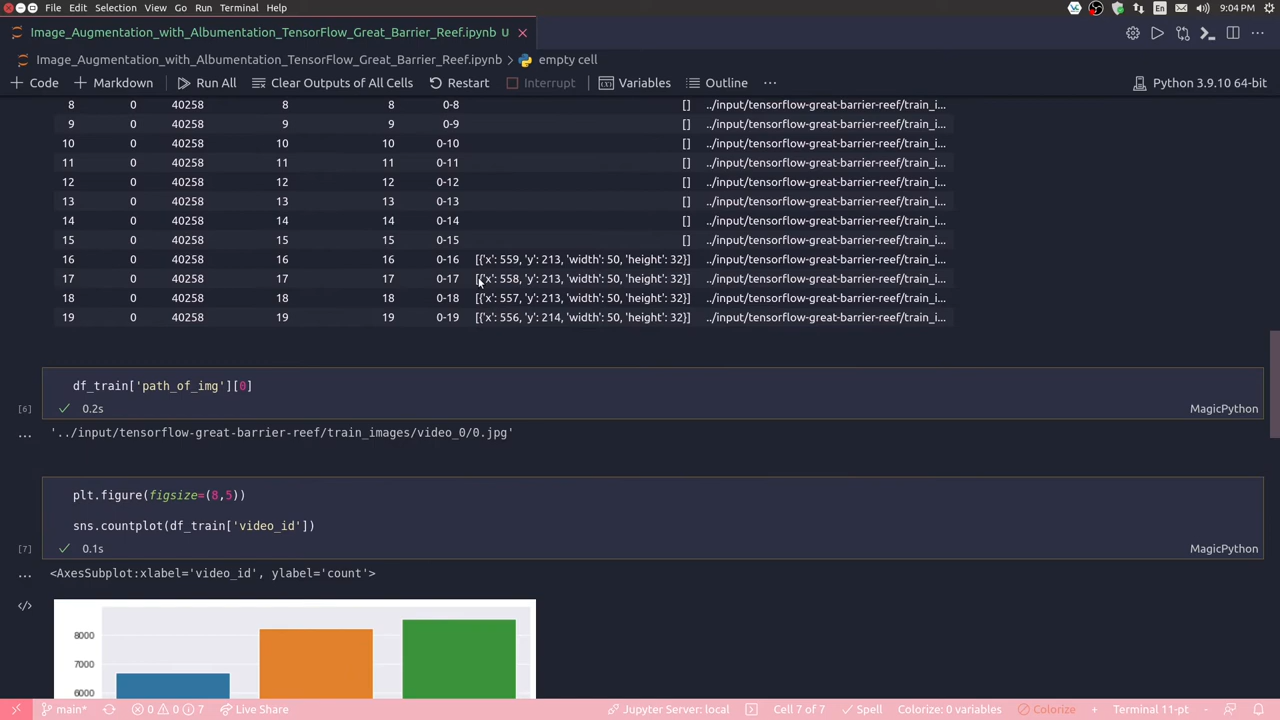 File Edit Selection View Go Run Terminal Help En 9:04 PM
Image_Augmentation_with_Albumentation_TensorFlow_Great_Barrier_Reef.ipynb U
Image_Augmentation_with_Albumentation_TensorFlow_Great_Barrier_Reef.ipynb > empty cell
+ Code + Markdown Run All Clear Outputs of All Cells Restart Interrupt Variables Outline ... Python 3.9.10 64-bit
8 0 40258 8 8 0-8 [] ../input/tensorflow-great-barrier-reef/train_i...
9 0 40258 9 9 0-9 [] ../input/tensorflow-great-barrier-reef/train_i...
10 0 40258 10 10 0-10 [] ../input/tensorflow-great-barrier-reef/train_i...
11 0 40258 11 11 0-11 [] ../input/tensorflow-great-barrier-reef/train_i...
12 0 40258 12 12 0-12 [] ../input/tensorflow-great-barrier-reef/train_i...
13 0 40258 13 13 0-13 [] ../input/tensorflow-great-barrier-reef/train_i...
14 0 40258 14 14 0-14 [] ../input/tensorflow-great-barrier-reef/train_i...
15 0 40258 15 15 0-15 [] ../input/tensorflow-great-barrier-reef/train_i...
16 0 40258 16 16 0-16 [{'x': 559, 'y': 213, 'width': 50, 'height': 32}] ../input/tensorflow-great-barrier-reef/train_i...
17 0 40258 17 17 0-17 [{'x': 558, 'y': 213, 'width': 50, 'height': 32}] ../input/tensorflow-great-barrier-reef/train_i...
18 0 40258 18 18 0-18 [{'x': 557, 'y': 213, 'width': 50, 'height': 32}] ../input/tensorflow-great-barrier-reef/train_i...
19 0 40258 19 19 0-19 [{'x': 556, 'y': 214, 'width': 50, 'height': 32}] ../input/tensorflow-great-barrier-reef/train_i...
df_train['path_of_img'][0]
[6] 0.2s MagicPython
... '../input/tensorflow-great-barrier-reef/train_images/video_0/0.jpg'
plt.figure(figsize=(8,5))
sns.countplot(df_train['video_id'])
[7] 0.1s MagicPython
... <AxesSubplot:xlabel='video_id', ylabel='count'>
8000
7000
6000
main* 0 0 7 Live Share Jupyter Server: local Cell 7 of 7 Spell Colorize: 0 variables Colorize + Terminal 11-pt -